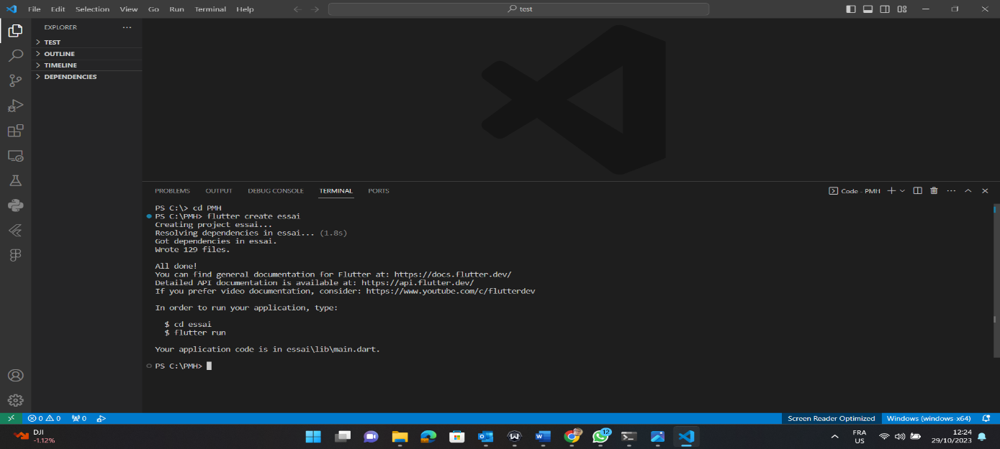 File Edit Selection View Go Run Terminal Help
test
EXPLORER
TEST
OUTLINE
TIMELINE
DEPENDENCIES
PROBLEMS OUTPUT DEBUG CONSOLE TERMINAL PORTS
Code - PMH
PS C:\> cd PMH
PS C:\PMH> flutter create essai
Creating project essai...
Resolving dependencies in essai... (1.8s)
Got dependencies in essai.
Wrote 129 files.
All done!
You can find general documentation for Flutter at: https://docs.flutter.dev/
Detailed API documentation is available at: https://api.flutter.dev/
If you prefer video documentation, consider: https://www.youtube.com/c/flutterdev
In order to run your application, type:
$ cd essai
$ flutter run
Your application code is in essai\lib\main.dart.
PS C:\PMH>
0 0 0
Screen Reader Optimized Windows (windows-x64)
DJI
-1.12%
12
FRA
US
12:24
29/10/2023